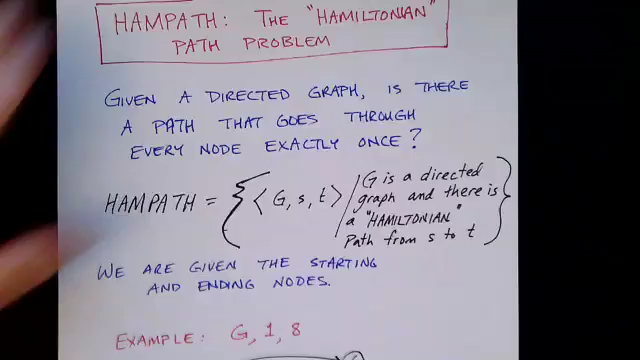 HAMPATH: THE "HAMILTONIAN"
PATH PROBLEM
GIVEN A DIRECTED GRAPH, IS THERE
A PATH THAT GOES THROUGH
EVERY NODE EXACTLY ONCE?
HAMPATH = { < G, s, t > / G is a directed
graph and there is
a "HAMILTONIAN"
Path from s to t }
WE ARE GIVEN THE STARTING
AND ENDING NODES.
EXAMPLE: G, 1, 8